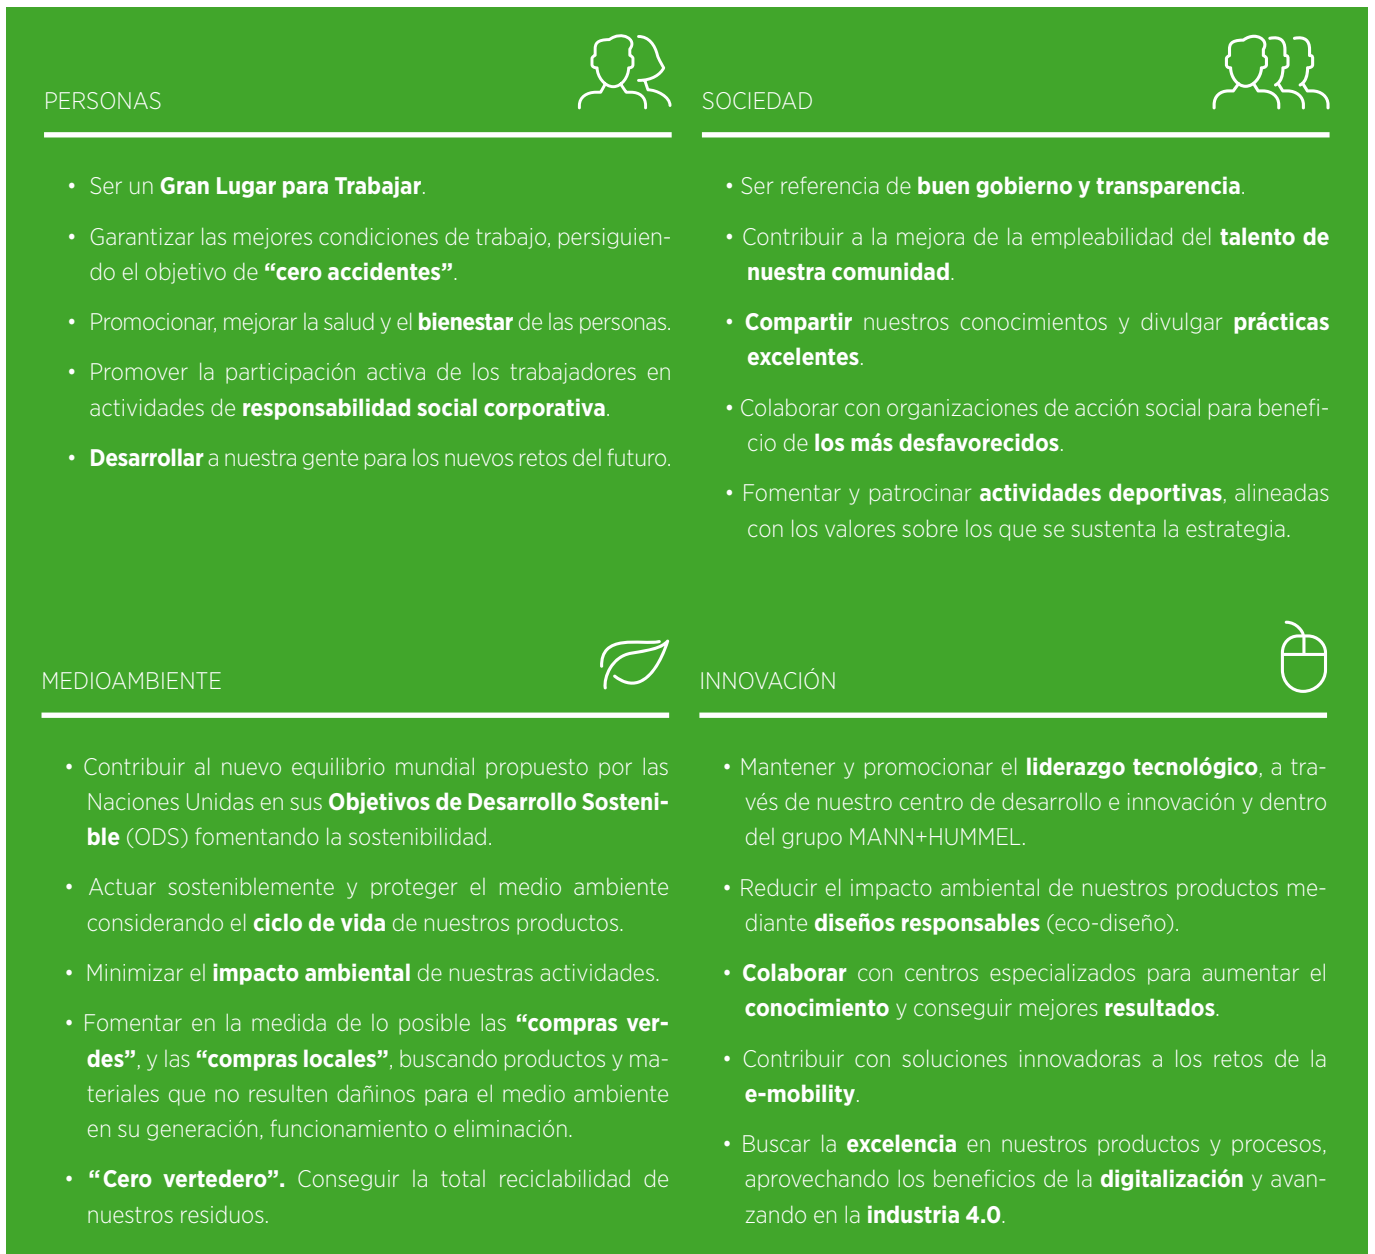 PERSONAS
• Ser un Gran Lugar para Trabajar.
• Garantizar las mejores condiciones de trabajo, persiguien-
do el objetivo de “cero accidentes”.
• Promocionar, mejorar la salud y el bienestar de las personas.
• Promover la participación activa de los trabajadores en
actividades de responsabilidad social corporativa.
• Desarrollar a nuestra gente para los nuevos retos del futuro.
SOCIEDAD
• Ser referencia de buen gobierno y transparencia.
• Contribuir a la mejora de la empleabilidad del talento de
nuestra comunidad.
• Compartir nuestros conocimientos y divulgar prácticas
excelentes.
• Colaborar con organizaciones de acción social para benefi-
cio de los más desfavorecidos.
• Fomentar y patrocinar actividades deportivas, alineadas
con los valores sobre los que se sustenta la estrategia.
MEDIOAMBIENTE
• Contribuir al nuevo equilibrio mundial propuesto por las
Naciones Unidas en sus Objetivos de Desarrollo Sosteni-
ble (ODS) fomentando la sostenibilidad.
• Actuar sosteniblemente y proteger el medio ambiente
considerando el ciclo de vida de nuestros productos.
• Minimizar el impacto ambiental de nuestras actividades.
• Fomentar en la medida de lo posible las “compras ver-
des”, y las “compras locales”, buscando productos y ma-
teriales que no resulten dañinos para el medio ambiente
en su generación, funcionamiento o eliminación.
• “Cero vertedero”. Conseguir la total reciclabilidad de
nuestros residuos.
INNOVACIÓN
• Mantener y promocionar el liderazgo tecnológico, a tra-
vés de nuestro centro de desarrollo e innovación y dentro
del grupo MANN+HUMMEL.
• Reducir el impacto ambiental de nuestros productos me-
diante diseños responsables (eco-diseño).
• Colaborar con centros especializados para aumentar el
conocimiento y conseguir mejores resultados.
• Contribuir con soluciones innovadoras a los retos de la
e-mobility.
• Buscar la excelencia en nuestros productos y procesos,
aprovechando los beneficios de la digitalización y avan-
zando en la industria 4.0.